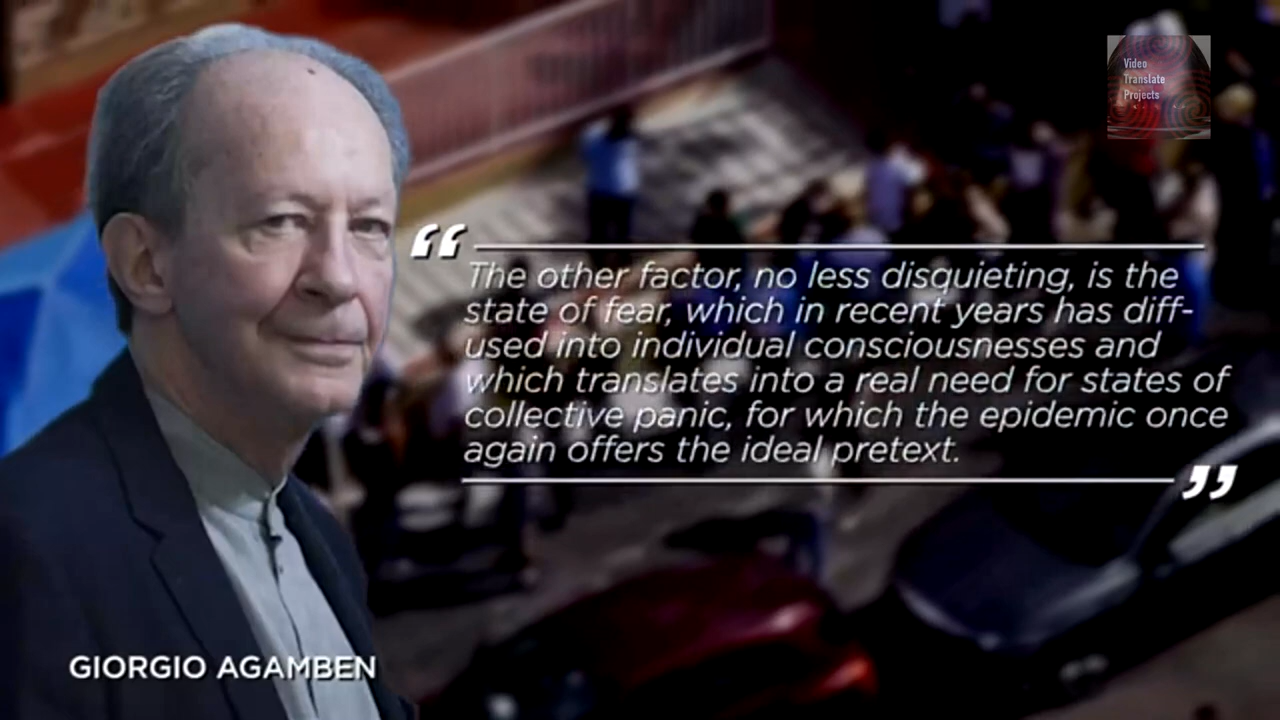 Video
Translate
Projects
“
The other factor, no less disquieting, is the
state of fear, which in recent years has diff-
used into individual consciousnesses and
which translates into a real need for states of
collective panic, for which the epidemic once
again offers the ideal pretext.
”
GIORGIO AGAMBEN